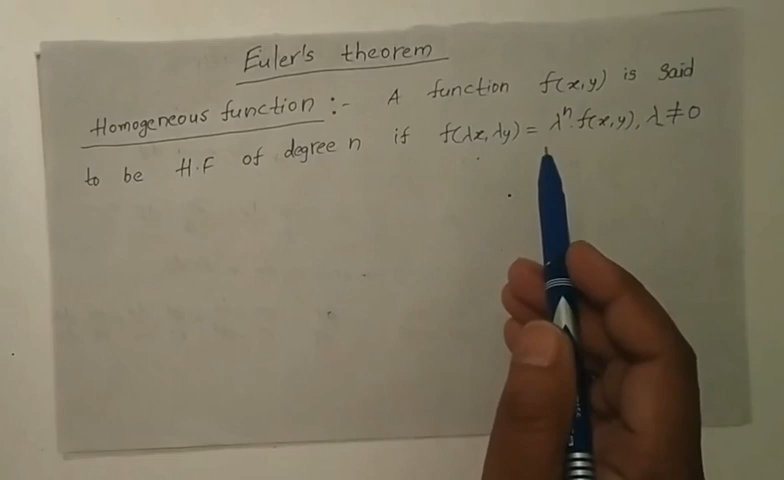 Euler's theorem
Homogeneous function :- A function f(x,y) is said
to be H.F of degree n if f(λx, λy) = λⁿ.f(x,y), λ≠0